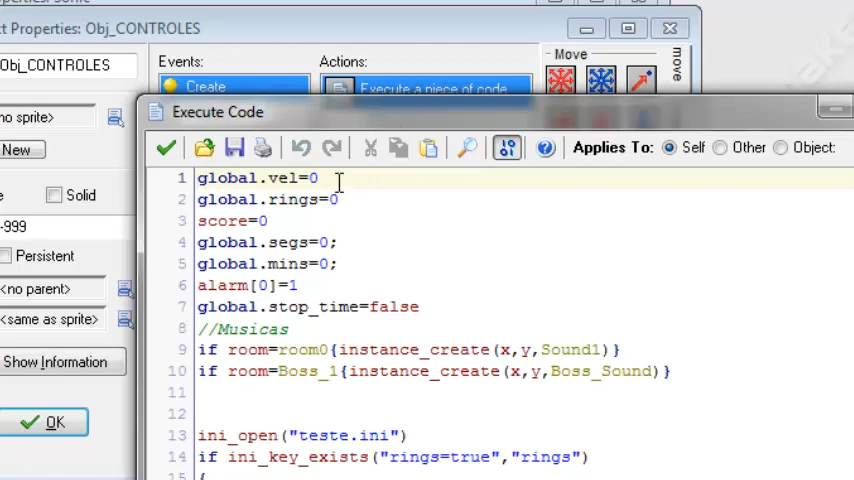 ct Properties: Obj_CONTROLES
Obj_CONTROLES
Events:
Actions:
Move
move
Create
Execute a piece of code
no sprite>
New
Solid
-999
Persistent
<no parent>
<same as sprite>
Show Information
OK
Execute Code
Applies To: Self Other Object:
1 global.vel=0
2 global.rings=0
3 score=0
4 global.segs=0;
5 global.mins=0;
6 alarm[0]=1
7 global.stop_time=false
8 //Musicas
9 if room=room0{instance_create(x,y,Sound1)}
10 if room=Boss_1{instance_create(x,y,Boss_Sound)}
11
12
13 ini_open("teste.ini")
14 if ini_key_exists("rings=true","rings")
15 {